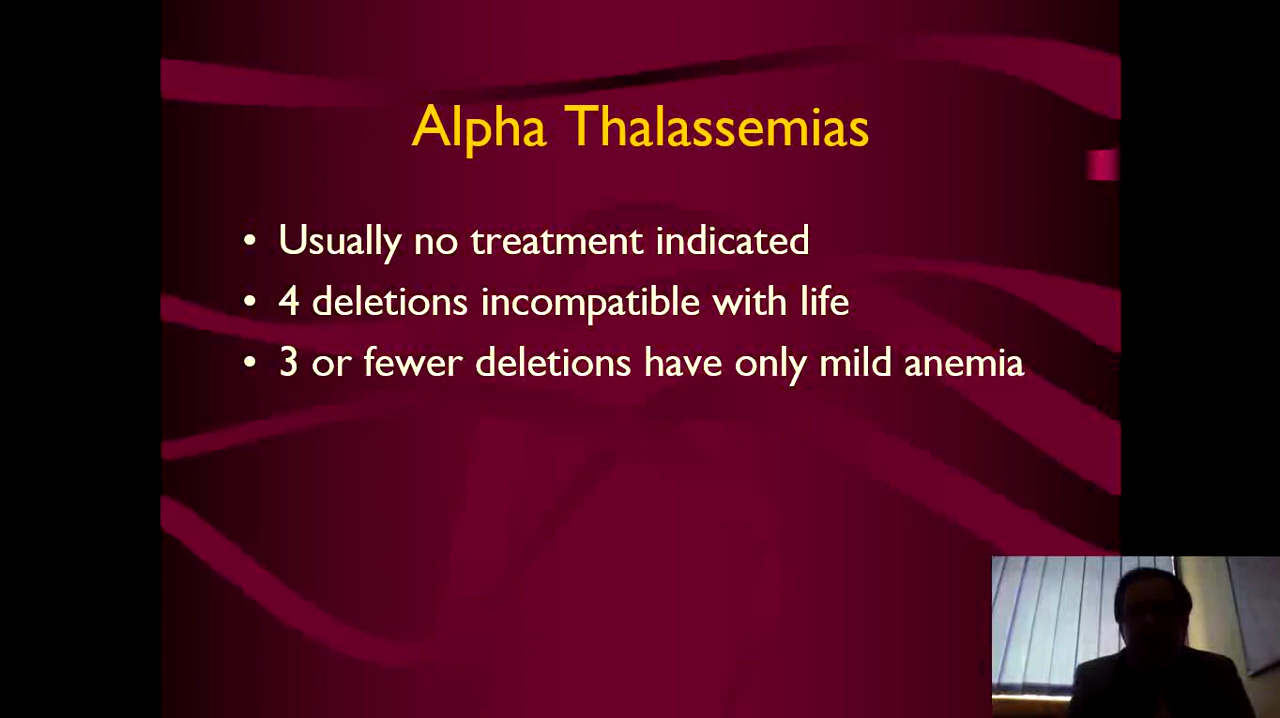 Alpha Thalassemias
• Usually no treatment indicated
• 4 deletions incompatible with life
• 3 or fewer deletions have only mild anemia